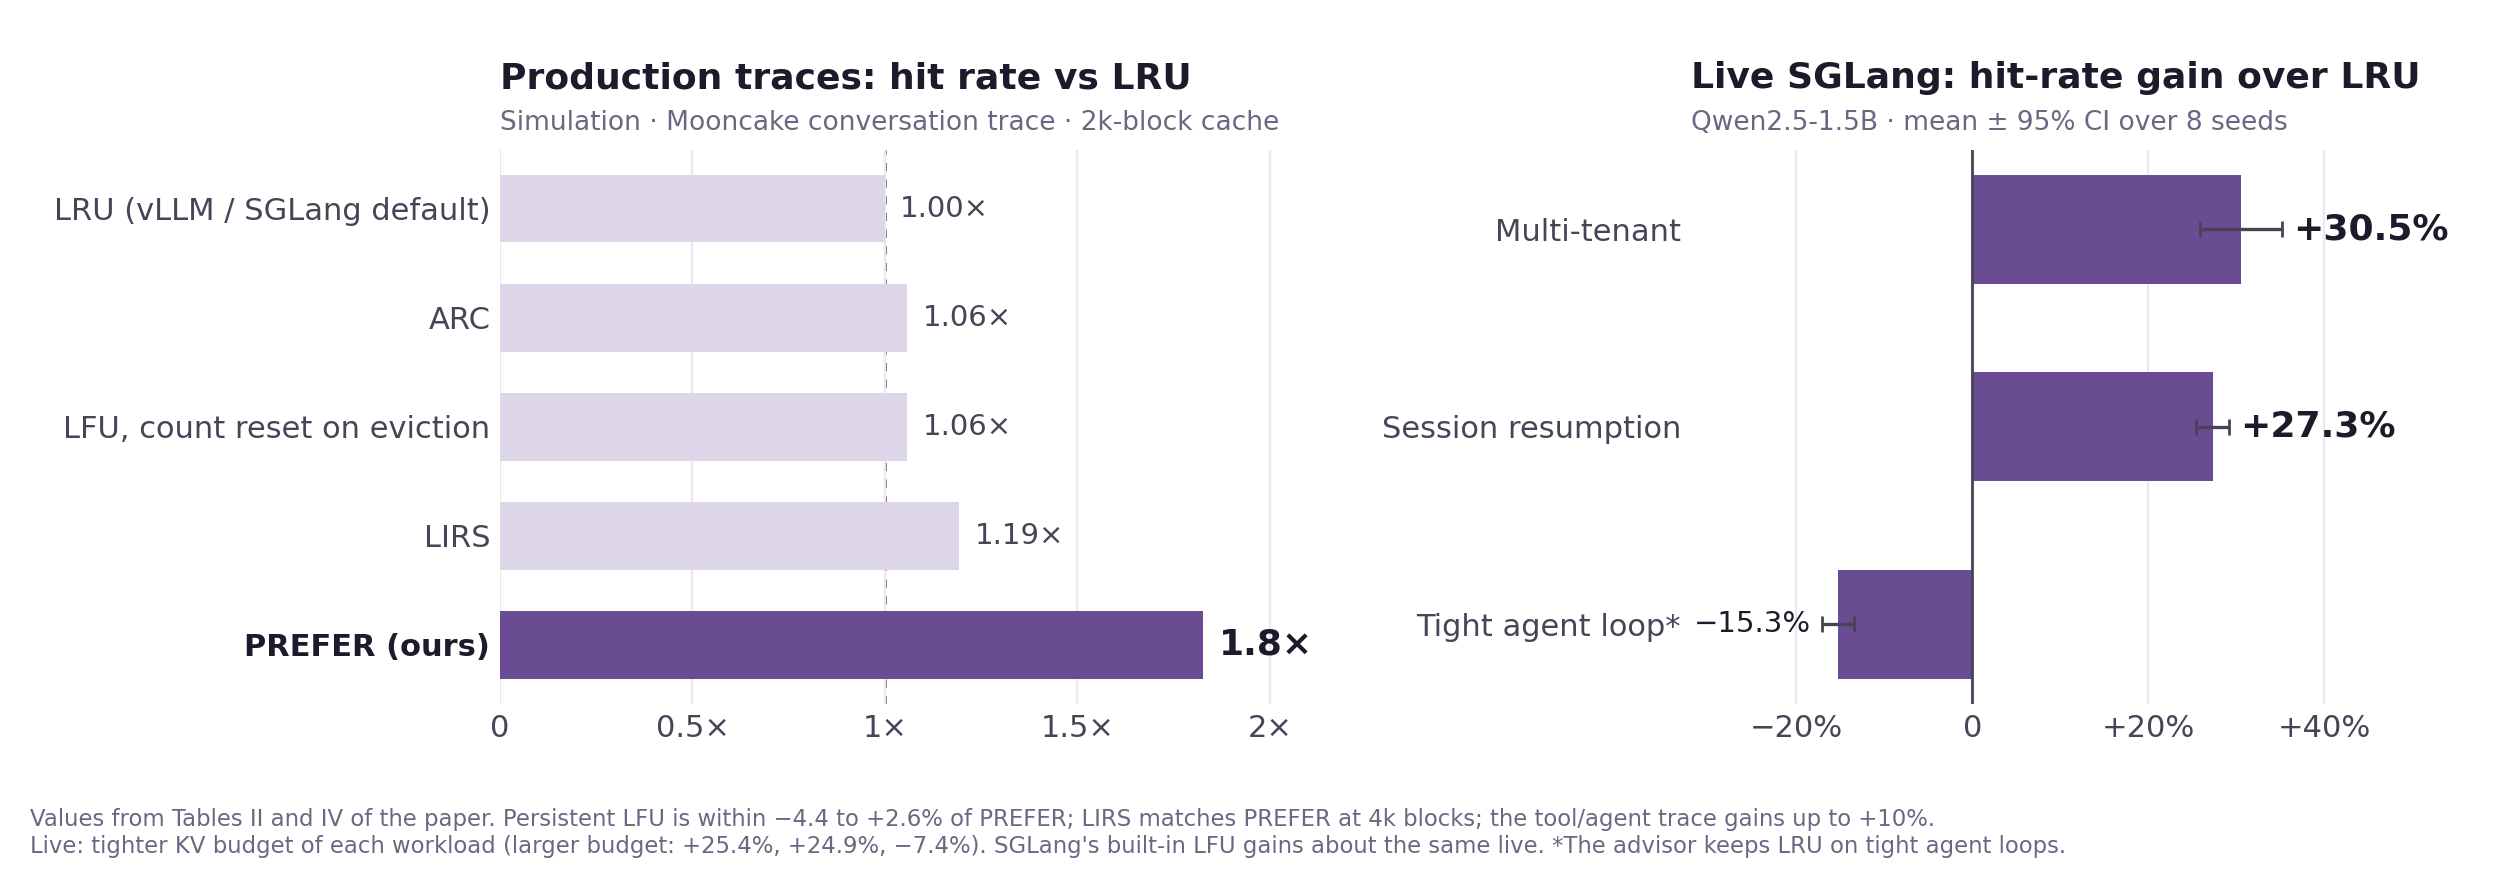 Production traces: hit rate vs LRU
Simulation · Mooncake conversation trace · 2k-block cache
LRU (vLLM / SGLang default)
1.00×
ARC
1.06×
LFU, count reset on eviction
1.06×
LIRS
1.19×
PREFER (ours)
1.8×
0 0.5× 1× 1.5× 2×
Live SGLang: hit-rate gain over LRU
Qwen2.5-1.5B · mean ± 95% CI over 8 seeds
Multi-tenant
+30.5%
Session resumption
+27.3%
Tight agent loop*
−15.3%
−20% 0 +20% +40%
Values from Tables II and IV of the paper. Persistent LFU is within −4.4 to +2.6% of PREFER; LIRS matches PREFER at 4k blocks; the tool/agent trace gains up to +10%.
Live: tighter KV budget of each workload (larger budget: +25.4%, +24.9%, −7.4%). SGLang's built-in LFU gains about the same live. *The advisor keeps LRU on tight agent loops.